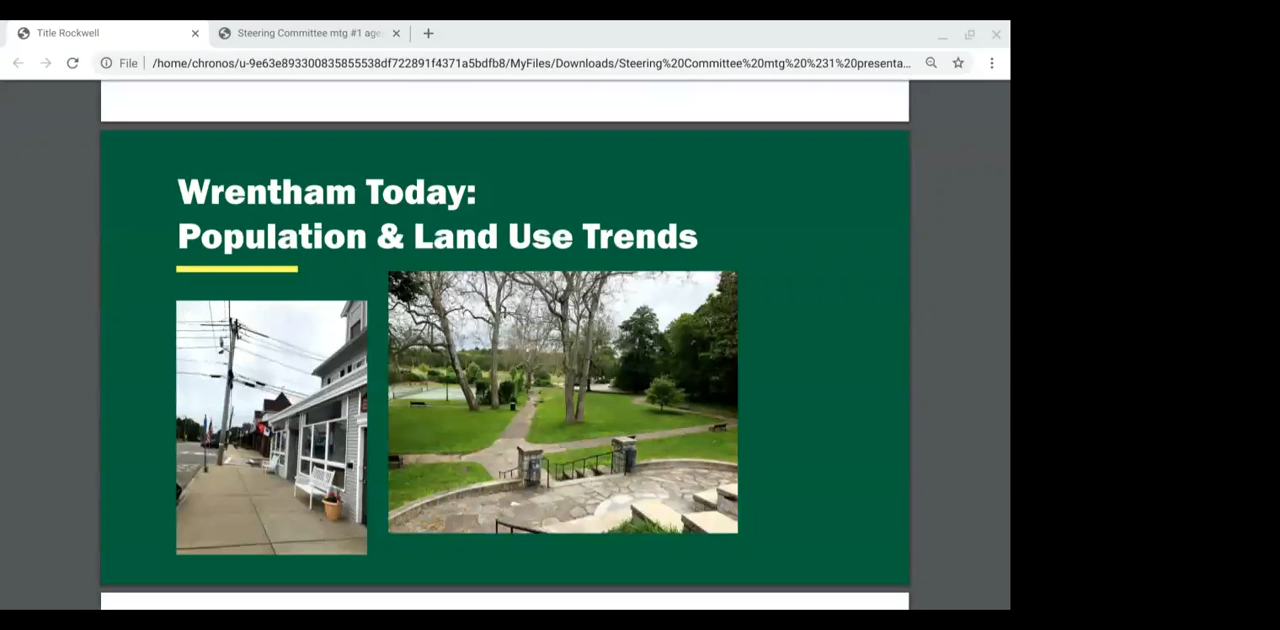 Title Rockwell
Steering Committee mtg #1 age
File
/home/chronos/u-9e63e893300835855538df722891f4371a5bdfb8/MyFiles/Downloads/Steering%20Committee%20mtg%20%231%20presenta...
Wrentham Today:
Population & Land Use Trends